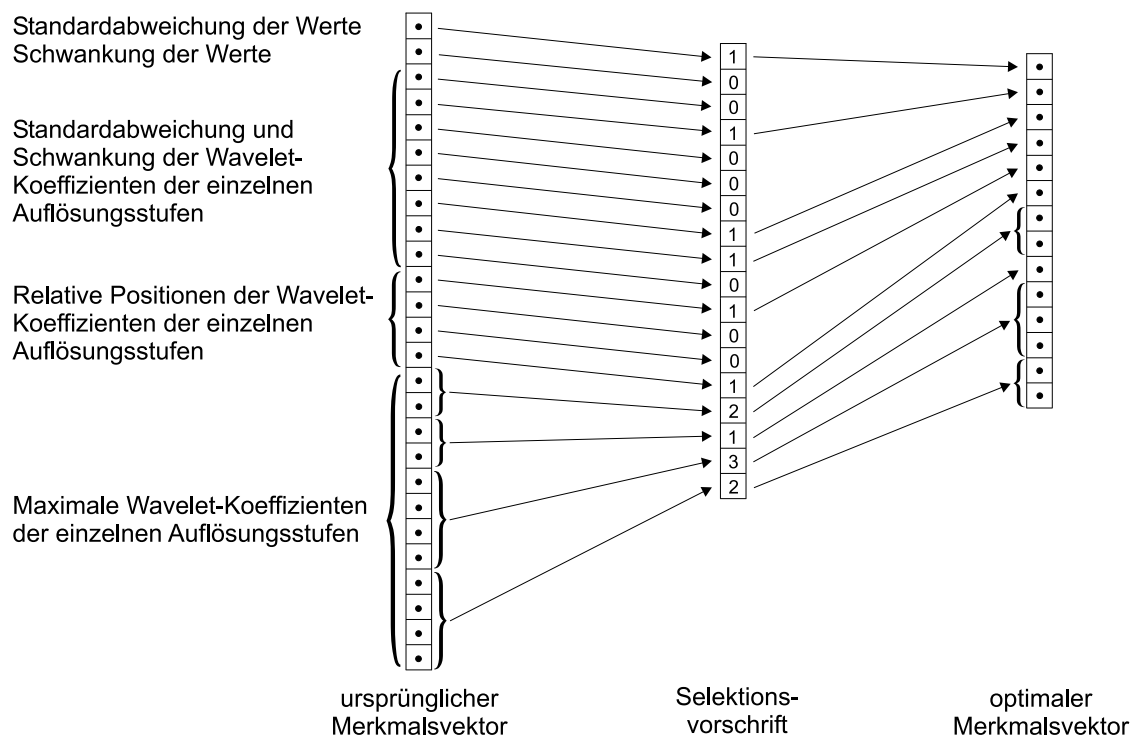 Standardabweichung der Werte
Schwankung der Werte
Standardabweichung und
Schwankung der Wavelet-
Koeffizienten der einzelnen
Auflösungsstufen
Relative Positionen der Wavelet-
Koeffizienten der einzelnen
Auflösungsstufen
Maximale Wavelet-Koeffizienten
der einzelnen Auflösungsstufen
1
0
0
1
0
0
0
1
1
0
1
0
0
1
2
1
3
2
ursprünglicher
Merkmalsvektor
Selektions-
vorschrift
optimaler
Merkmalsvektor